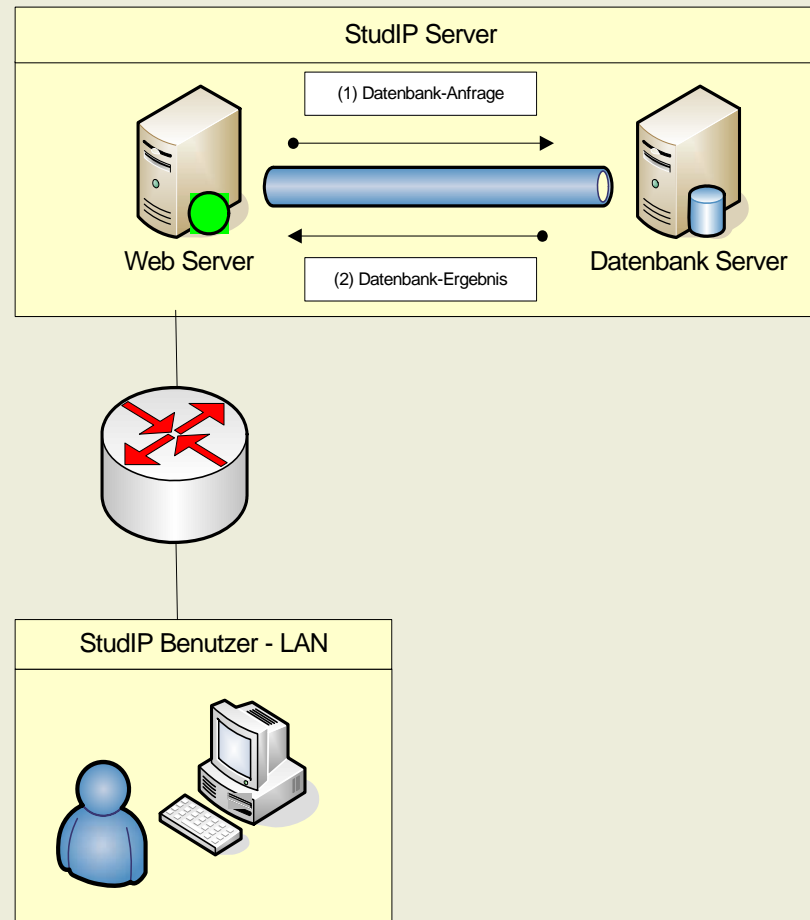 StudIP Server
(1) Datenbank-Anfrage
Web Server
Datenbank Server
(2) Datenbank-Ergebnis
StudIP Benutzer - LAN